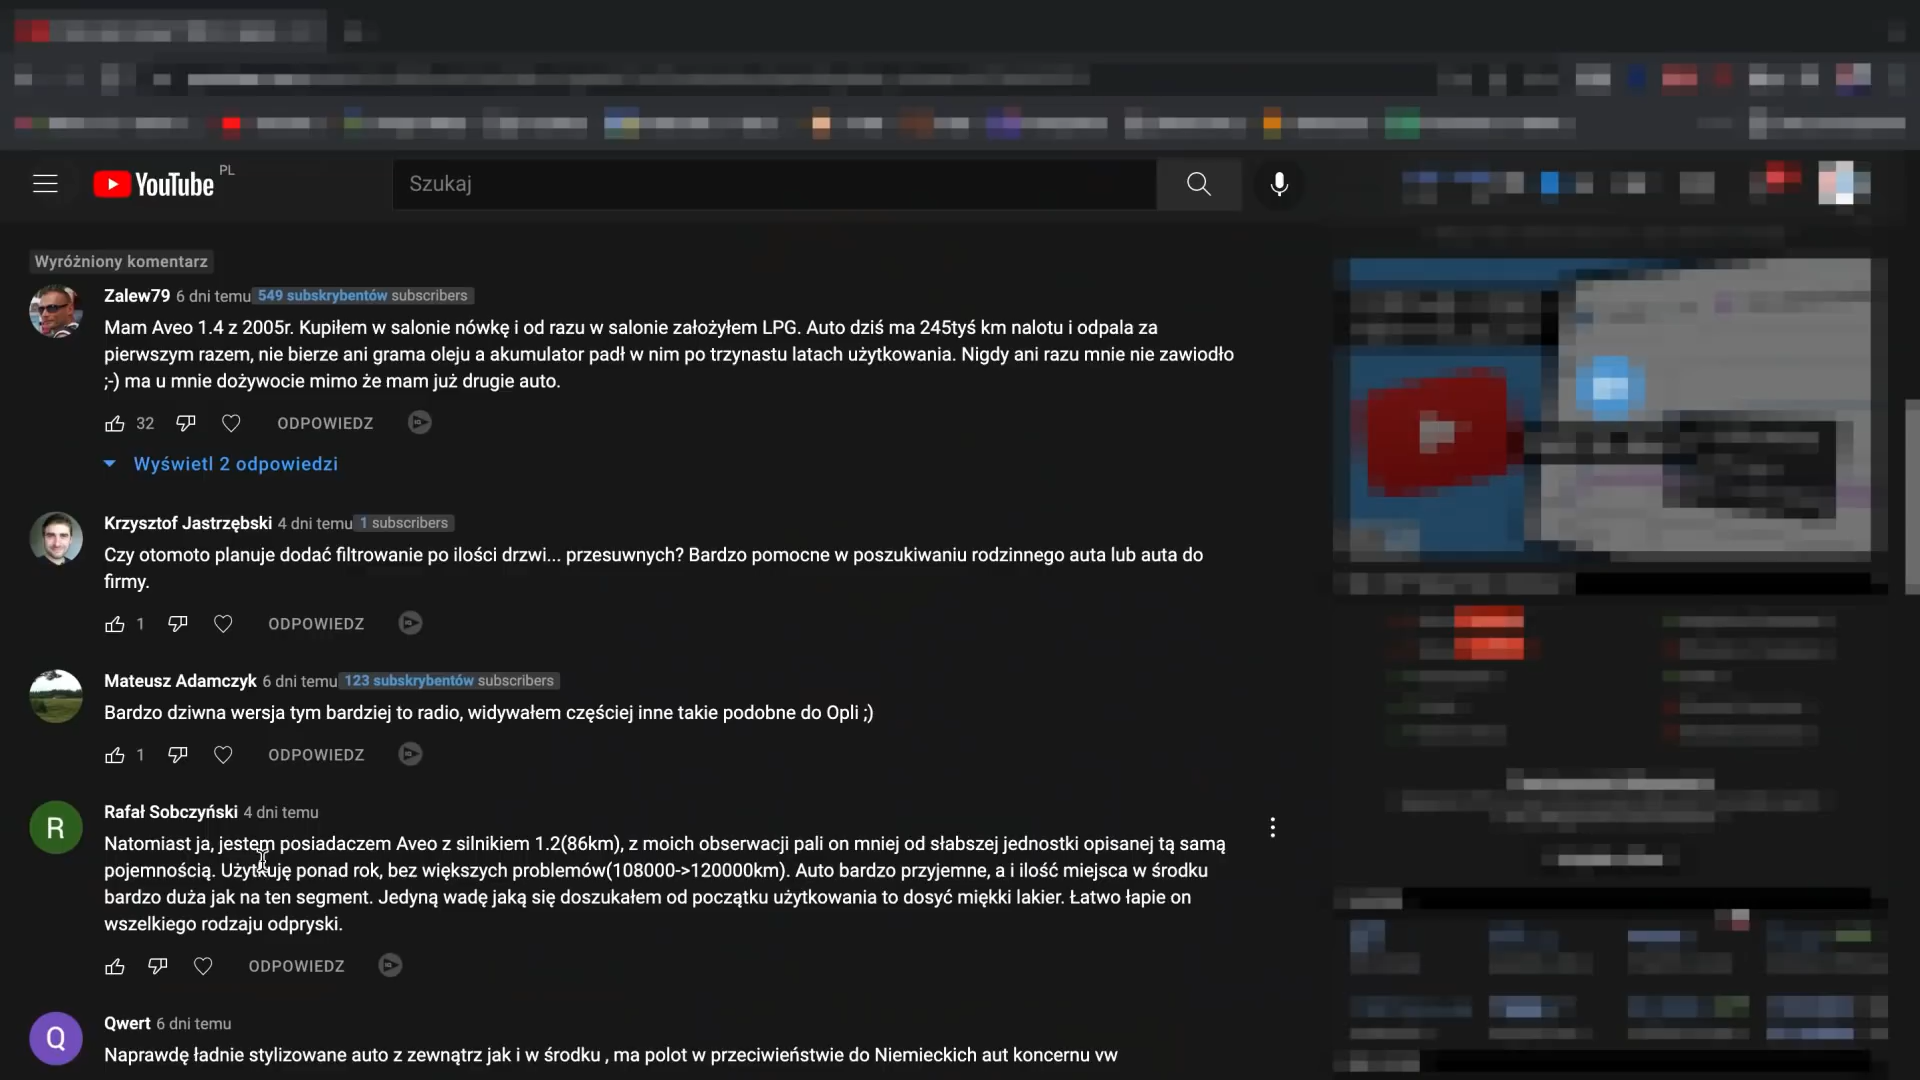 YouTube PL
Szukaj
Wyróżniony komentarz
Zalew79 6 dni temu 549 subskrybentów subscribers
Mam Aveo 1.4 z 2005r. Kupiłem w salonie nówkę i od razu w salonie założyłem LPG. Auto dziś ma 245tyś km nalotu i odpala za
pierwszym razem, nie bierze ani grama oleju a akumulator padł w nim po trzynastu latach użytkowania. Nigdy ani razu mnie nie zawiodło
;-) ma u mnie dożywocie mimo że mam już drugie auto.
32 ODPOWIEDZ
Wyświetl 2 odpowiedzi
Krzysztof Jastrzębski 4 dni temu 1 subscribers
Czy otomoto planuje dodać filtrowanie po ilości drzwi... przesuwnych? Bardzo pomocne w poszukiwaniu rodzinnego auta lub auta do
firmy.
1 ODPOWIEDZ
Mateusz Adamczyk 6 dni temu 123 subskrybentów subscribers
Bardzo dziwna wersja tym bardziej to radio, widywałem częściej inne takie podobne do Opli ;)
1 ODPOWIEDZ
R
Rafał Sobczyński 4 dni temu
Natomiast ja, jestem posiadaczem Aveo z silnikiem 1.2(86km), z moich obserwacji pali on mniej od słabszej jednostki opisanej tą samą
pojemnością. Użytkuję ponad rok, bez większych problemów(108000->120000km). Auto bardzo przyjemne, a i ilość miejsca w środku
bardzo duża jak na ten segment. Jedyną wadę jaką się doszukałem od początku użytkowania to dosyć miękki lakier. Łatwo łapie on
wszelkiego rodzaju odpryski.
ODPOWIEDZ
Q
Qwert 6 dni temu
Naprawdę ładnie stylizowane auto z zewnątrz jak i w środku , ma polot w przeciwieństwie do Niemieckich aut koncernu vw